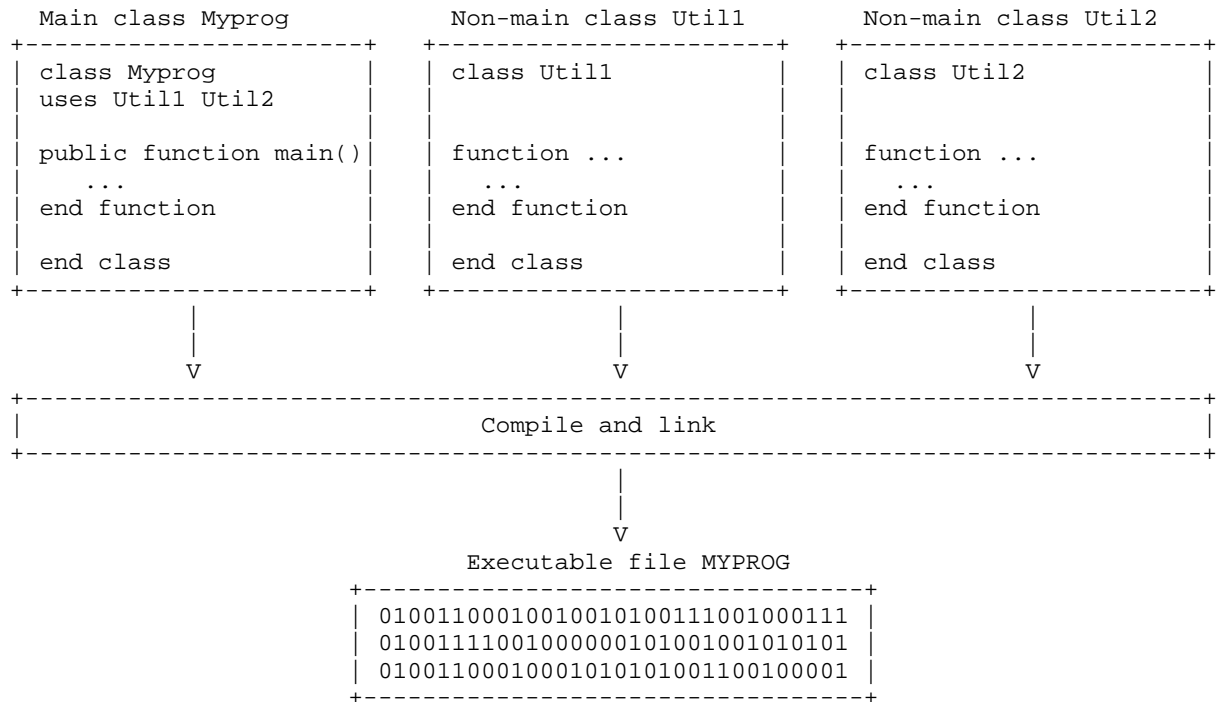 Main class Myprog Non-main class Util1 Non-main class Util2
class Myprog class Util1 class Util2
uses Util1 Util2
public function main() function ... function ...
... ... ...
end function end function end function
end class end class end class
Compile and link
Executable file MYPROG
01001100010010010100111001000111
01001111001000000101001001010101
01001100010001010101001100100001